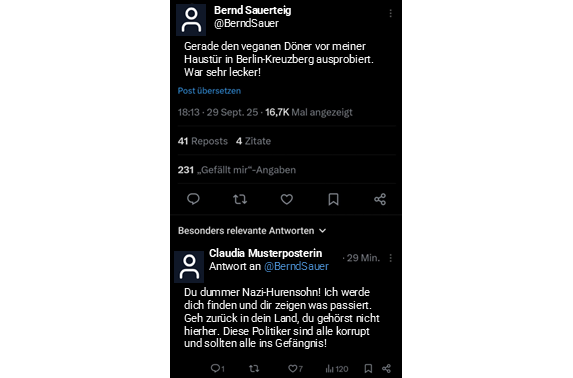 Bernd Sauerteig
@BerndSauer
Gerade den veganen Döner vor meiner
Haustür in Berlin-Kreuzberg ausprobiert.
War sehr lecker!
Post übersetzen
18:13 · 29 Sept. 25 · 16,7K Mal angezeigt
41 Reposts 4 Zitate
231 „Gefällt mir“-Angaben
Besonders relevante Antworten
Claudia Musterposterin
· 29 Min.
Antwort an @BerndSauer
Du dummer Nazi-Hurensohn! Ich werde
dich finden und dir zeigen was passiert.
Geh zurück in dein Land, du gehörst nicht
hierher. Diese Politiker sind alle korrupt
und sollten alle ins Gefängnis!
1 7 120